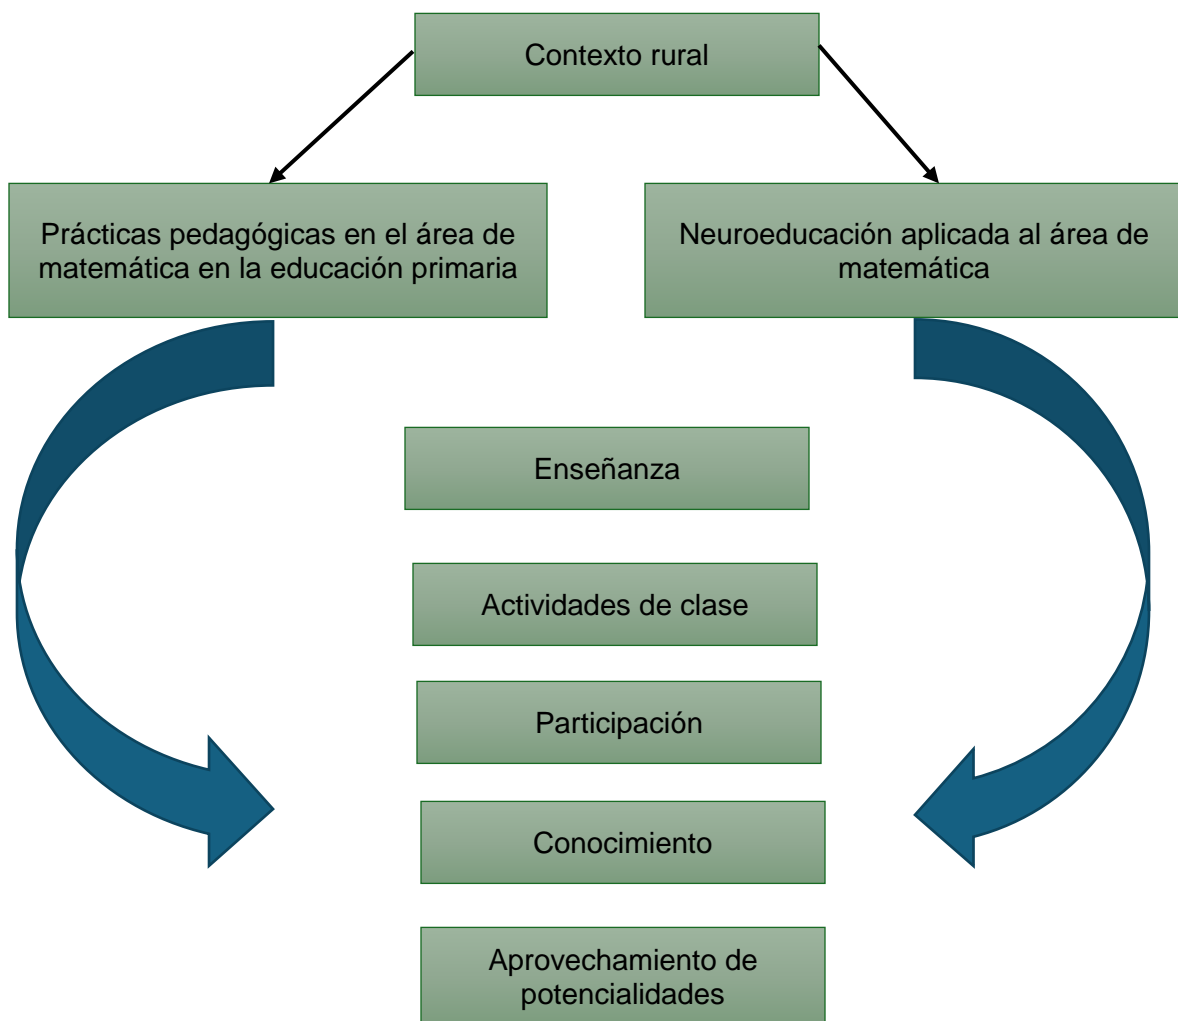 Contexto rural
Prácticas pedagógicas en el área de
matemática en la educación primaria
Neuroeducación aplicada al área de
matemática
Enseñanza
Actividades de clase
Participación
Conocimiento
Aprovechamiento de
potencialidades